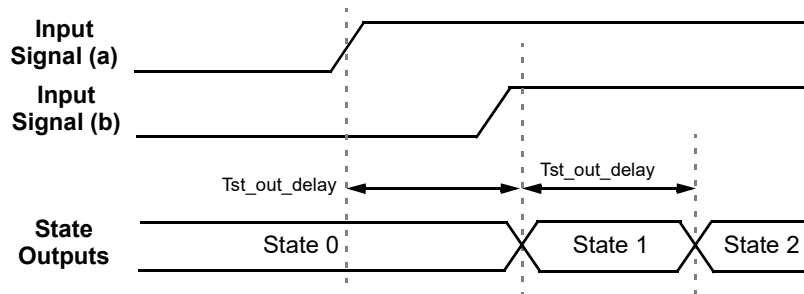 Input
Signal (a)
Input
Signal (b)
Tst_out_delay
Tst_out_delay
State
Outputs
State 0
State 1
State 2